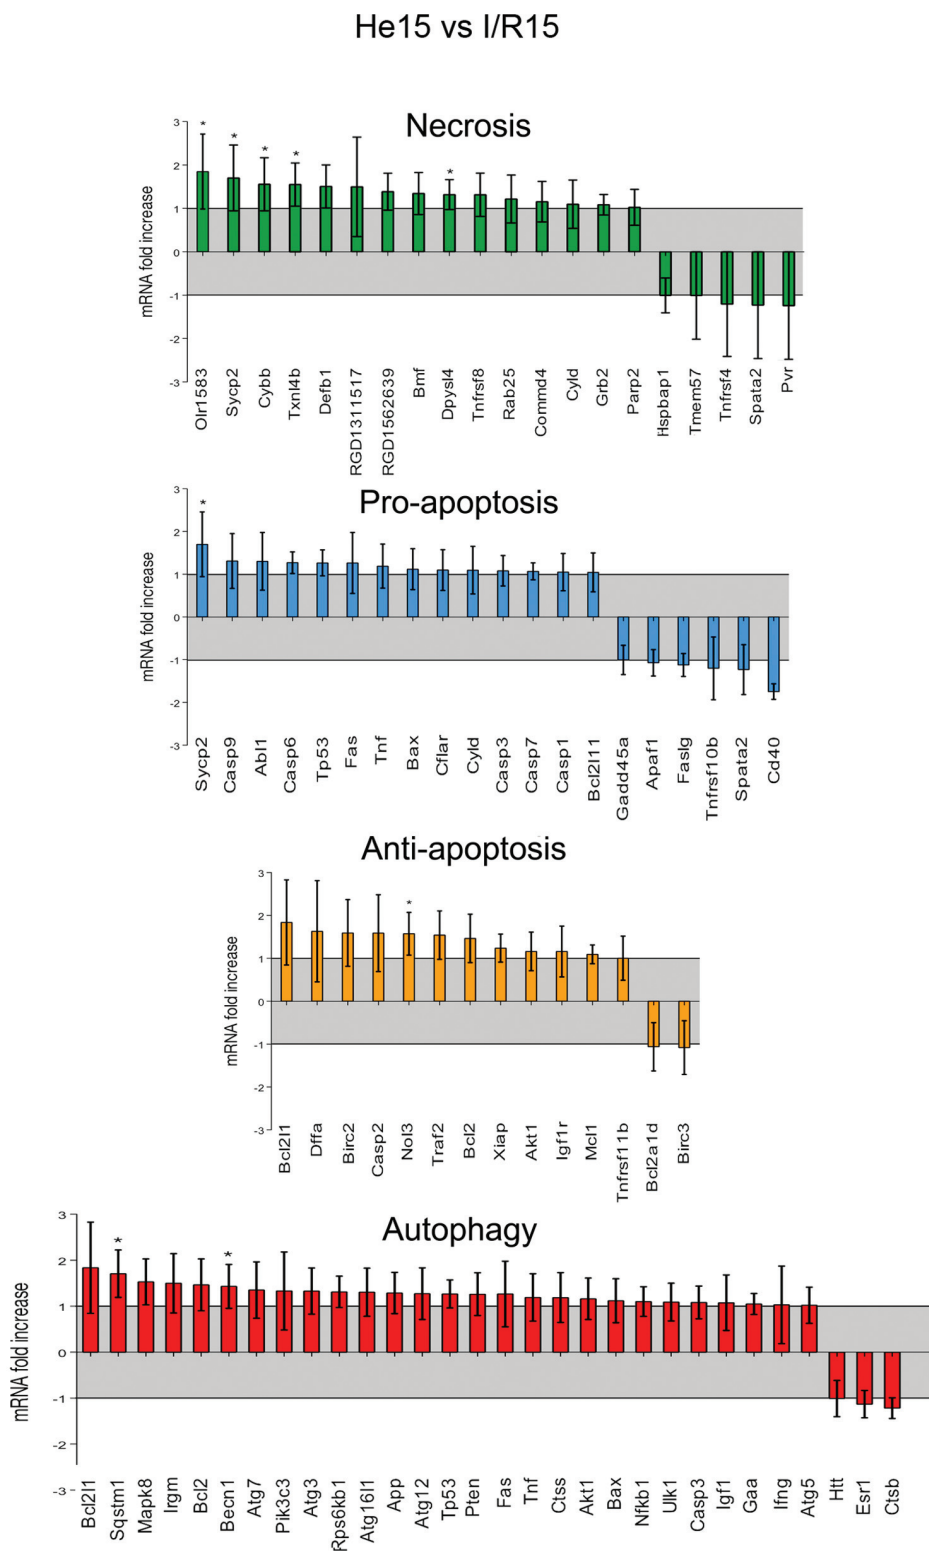 He15 vs I/R15
Necrosis
mRNA fold increase
3
2
1
0
-1
-2
-3
* * * * *
Olr1583 Sycp2 Cybb Txnl4b Defb1 RGD1311517 RGD1562639 Bmf Dpysl4 Tnfrsf8 Rab25 Commd4 Cyld Grb2 Parp2 Hspbap1 Tmem57 Tnfrsf4 Spata2 Pvr
Pro-apoptosis
mRNA fold increase
3
2
1
0
-1
-2
-3
*
Sycp2 Casp9 Abl1 Casp6 Tp53 Fas Tnf Bax Cflar Cyld Casp3 Casp7 Casp1 Bcl2l11 Gadd45a Apaf1 Faslg Tnfrsf10b Spata2 Cd40
Anti-apoptosis
mRNA fold increase
3
2
1
0
-1
-2
-3
*
Bcl2l1 Dffa Birc2 Casp2 Nol3 Traf2 Bcl2 Xiap Akt1 Igf1r Mcl1 Tnfrsf11b Bcl2a1d Birc3
Autophagy
mRNA fold increase
3
2
1
0
-1
-2
-3
* *
Bcl2l1 Sqstm1 Mapk8 Irgm Bcl2 Becn1 Atg7 Pik3c3 Atg3 Rps6kb1 Atg16l1 App Atg12 Tp53 Pten Fas Tnf Ctss Akt1 Bax Nfkb1 Ulk1 Casp3 Igf1 Gaa Ifng Atg5 Htt Esr1 Ctsb